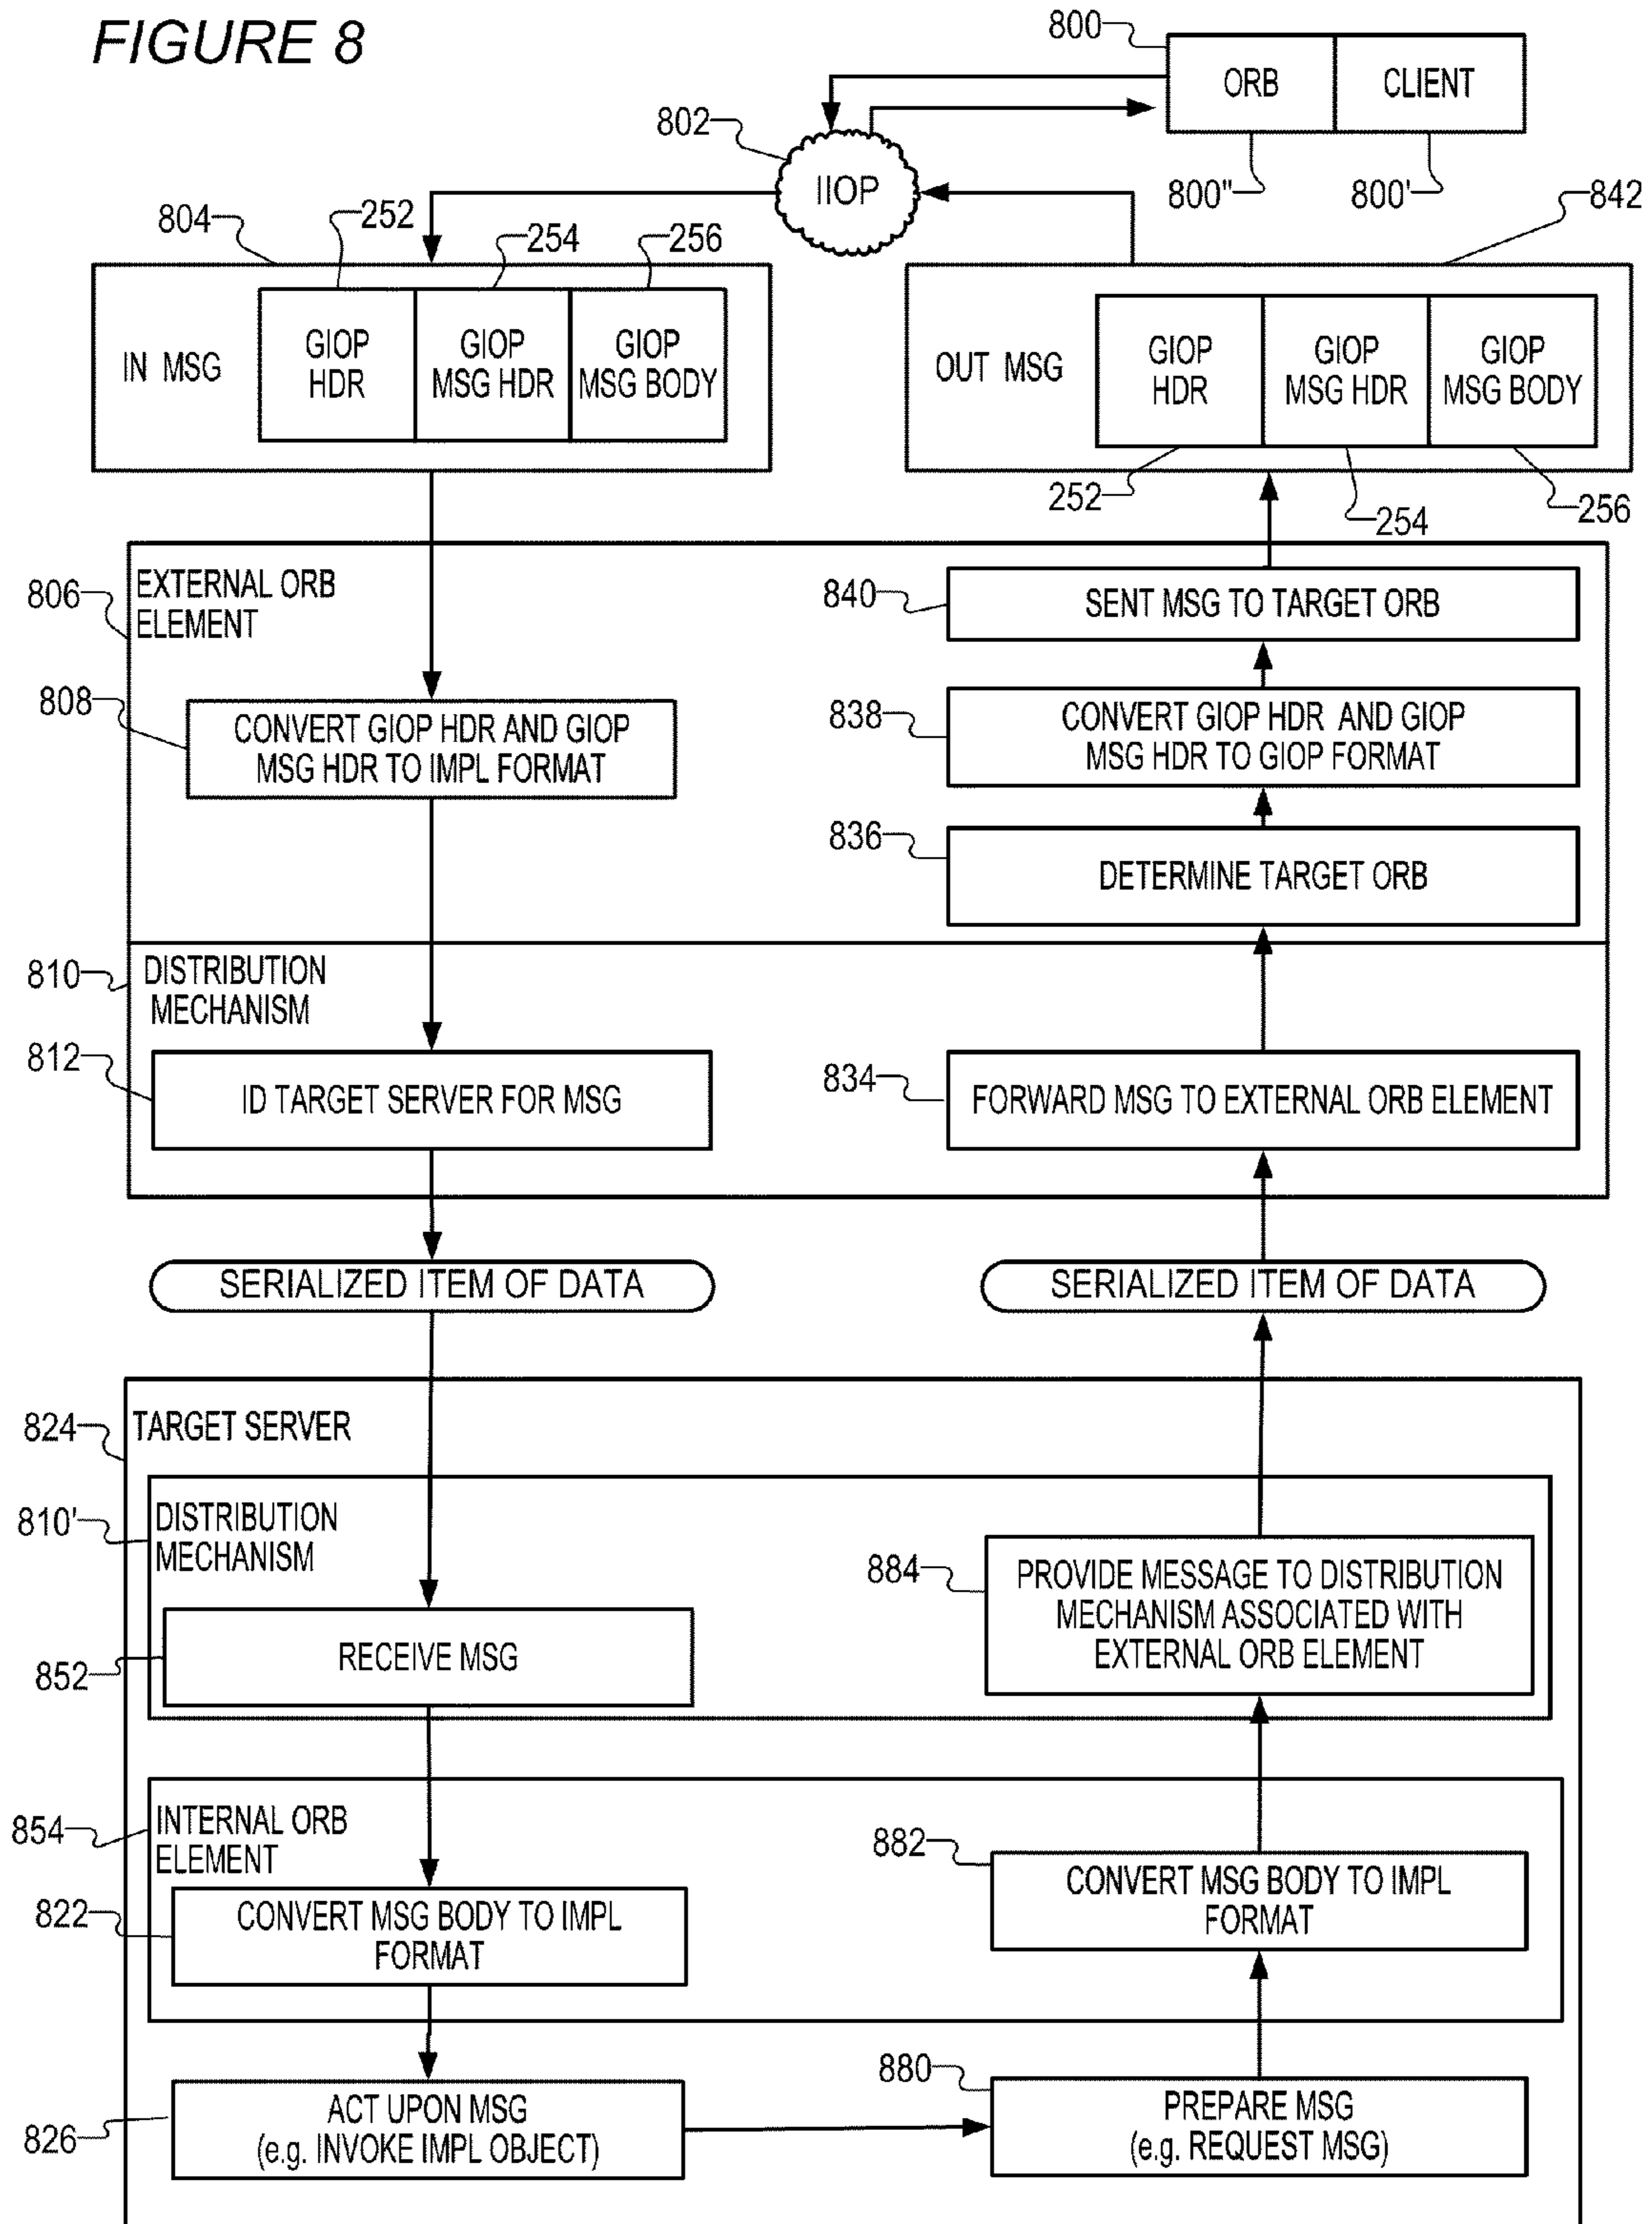 FIGURE 8
800
ORB
CLIENT
802
IIOP
800"
800'
842
804
252
254
256
IN MSG
GIOP
HDR
GIOP
MSG HDR
GIOP
MSG BODY
OUT MSG
GIOP
HDR
GIOP
MSG HDR
GIOP
MSG BODY
252
254
256
806
EXTERNAL ORB
ELEMENT
840
SENT MSG TO TARGET ORB
808
CONVERT GIOP HDR AND GIOP
MSG HDR TO IMPL FORMAT
838
CONVERT GIOP HDR AND GIOP
MSG HDR TO GIOP FORMAT
836
DETERMINE TARGET ORB
810
DISTRIBUTION
MECHANISM
812
ID TARGET SERVER FOR MSG
834
FORWARD MSG TO EXTERNAL ORB ELEMENT
SERIALIZED ITEM OF DATA
SERIALIZED ITEM OF DATA
824
TARGET SERVER
810'
DISTRIBUTION
MECHANISM
884
PROVIDE MESSAGE TO DISTRIBUTION
MECHANISM ASSOCIATED WITH
EXTERNAL ORB ELEMENT
852
RECEIVE MSG
854
INTERNAL ORB
ELEMENT
882
CONVERT MSG BODY TO IMPL
FORMAT
822
CONVERT MSG BODY TO IMPL
FORMAT
880
PREPARE MSG
(e.g. REQUEST MSG)
826
ACT UPON MSG
(e.g. INVOKE IMPL OBJECT)